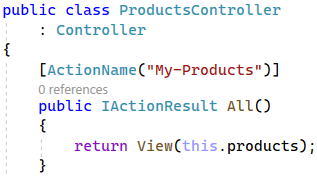 public class ProductsController
: Controller
{
[ActionName("My-Products")]
0 references
public IActionResult All()
{
return View(this.products);
}